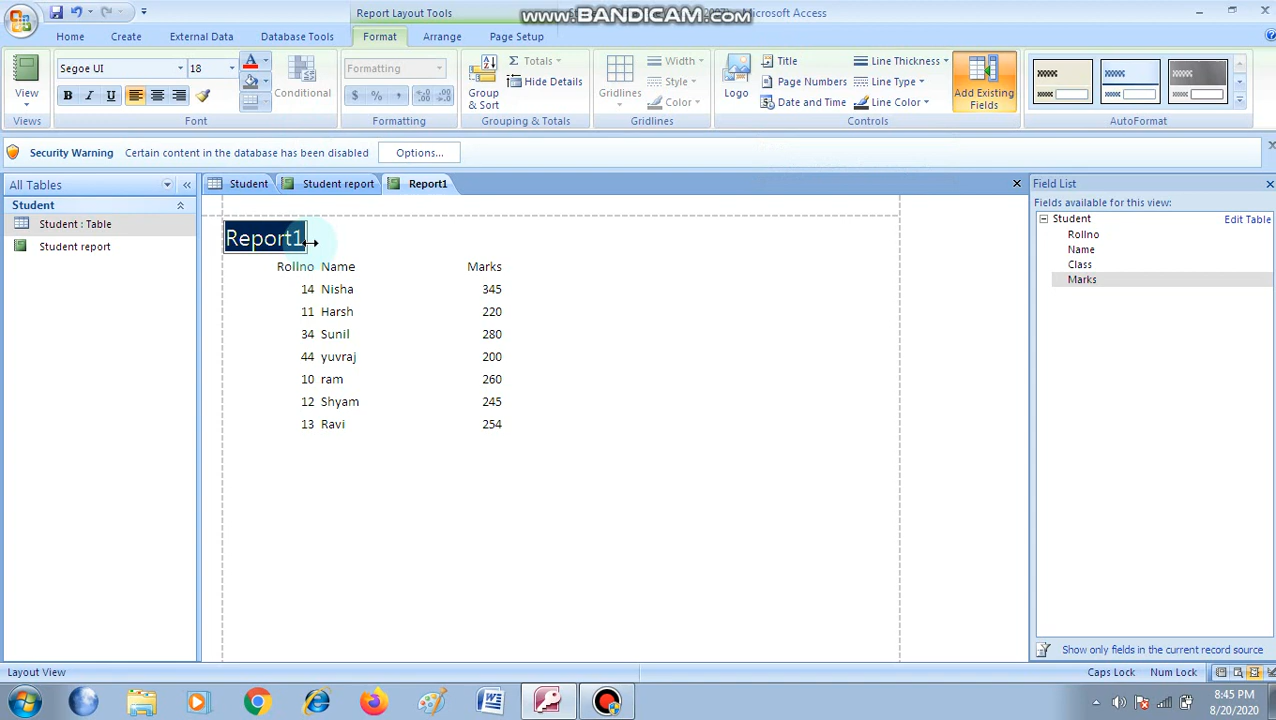 Report Layout Tools
www.BANDICAM.com
Microsoft Access
Home
Create
External Data
Database Tools
Format
Arrange
Page Setup
View
Views
Segoe UI
18
B I U
A
Conditional
Font
Formatting
$ % ,
Formatting
Group & Sort
Σ Totals
Hide Details
Grouping & Totals
Gridlines
Width
Style
Color
Gridlines
Logo
Title
Page Numbers
Date and Time
Line Thickness
Line Type
Line Color
Controls
Add Existing Fields
AutoFormat
Security Warning Certain content in the database has been disabled Options...
All Tables
Student
Student : Table
Student report
Student
Student report
Report1
Report1
Rollno Name Marks
14 Nisha 345
11 Harsh 220
34 Sunil 280
44 yuvraj 200
10 ram 260
12 Shyam 245
13 Ravi 254
Field List
Fields available for this view:
Student Edit Table
Rollno
Name
Class
Marks
Show only fields in the current record source
Layout View
Caps Lock Num Lock
8:45 PM
8/20/2020